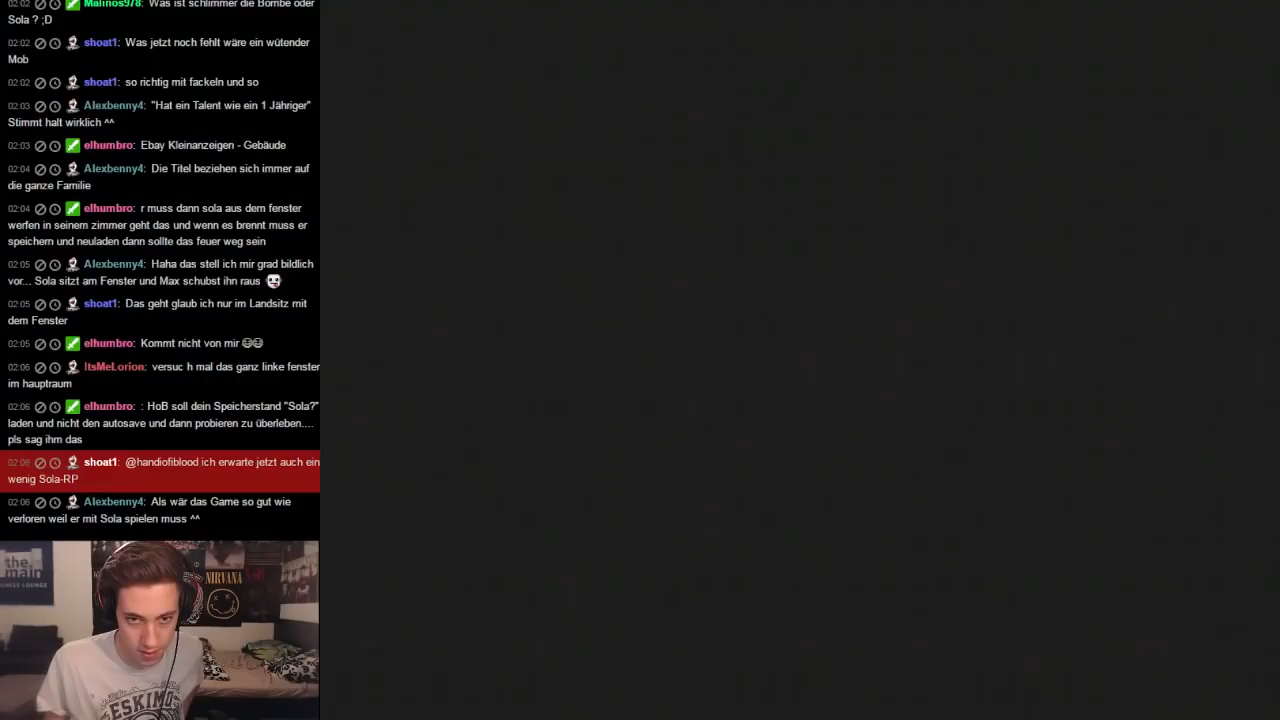 02:02 Malinos978: Was ist schlimmer die Bombe oder
Sola ? ;D
02:02 shoat1: Was jetzt noch fehlt wäre ein wütender
Mob
02:02 shoat1: so richtig mit fackeln und so
02:03 Alexbenny4: "Hat ein Talent wie ein 1 Jähriger"
Stimmt halt wirklich ^^
02:03 elhumbro: Ebay Kleinanzeigen - Gebäude
02:04 Alexbenny4: Die Titel beziehen sich immer auf
die ganze Familie
02:04 elhumbro: r muss dann sola aus dem fenster
werfen in seinem zimmer geht das und wenn es brennt muss er
speichern und neuladen dann sollte das feuer weg sein
02:05 Alexbenny4: Haha das stell ich mir grad bildlich
vor... Sola sitzt am Fenster und Max schubst ihn raus
02:05 shoat1: Das geht glaub ich nur im Landsitz mit
dem Fenster
02:05 elhumbro: Kommt nicht von mir 😂😂
02:06 ItsMeLorion: versuc h mal das ganz linke fenster
im hauptraum
02:06 elhumbro: : HoB soll dein Speicherstand "Sola?"
laden und nicht den autosave und dann probieren zu überleben....
pls sag ihm das
02:06 shoat1: @handiofiblood ich erwarte jetzt auch ein
wenig Sola-RP
02:06 Alexbenny4: Als wär das Game so gut wie
verloren weil er mit Sola spielen muss ^^
the
main
LOUNGE
NIRVANA
ESKIMO